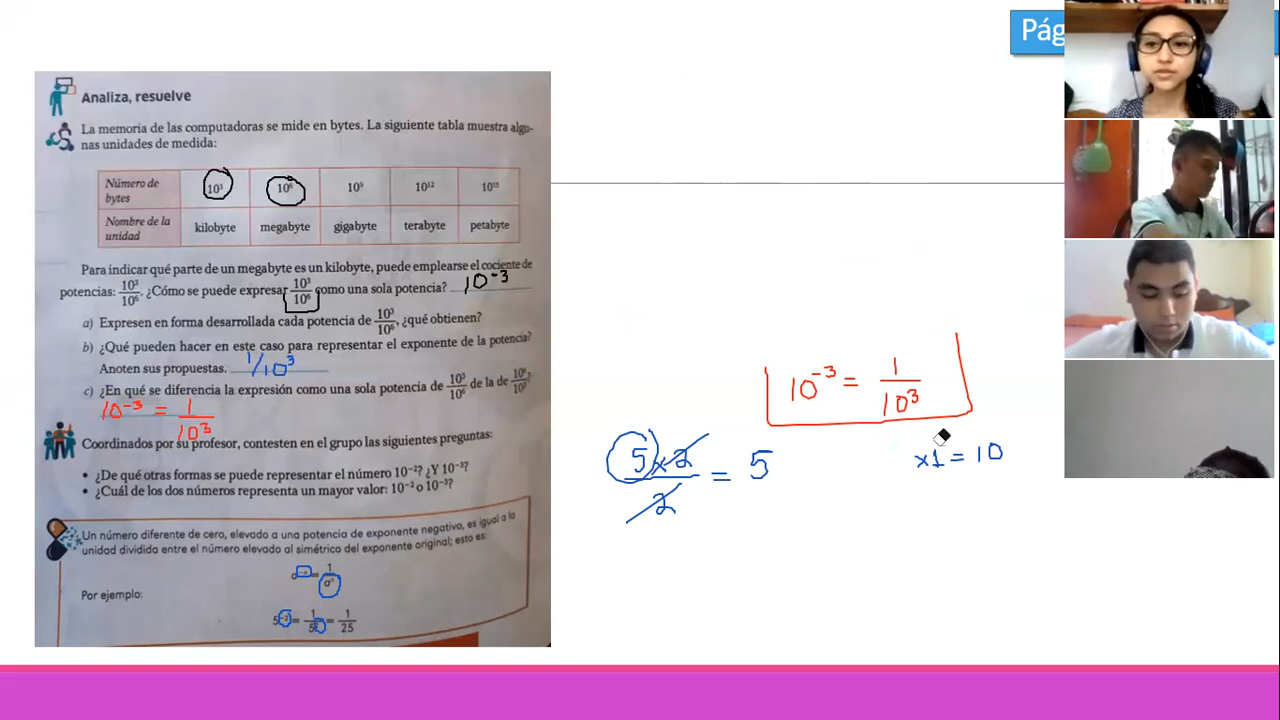 Pág
Analiza, resuelve
La memoria de las computadoras se mide en bytes. La siguiente tabla muestra algu-
nas unidades de medida:
Número de bytes 10³ 10⁶ 10⁹ 10¹² 10¹⁵
Nombre de la unidad kilobyte megabyte gigabyte terabyte petabyte
Para indicar qué parte de un megabyte es un kilobyte, puede emplearse el cociente de
potencias: 10³/10⁶. ¿Cómo se puede expresar 10³/10⁶ como una sola potencia? 10⁻³
a) Expresen en forma desarrollada cada potencia de 10³/10⁶, ¿qué obtienen?
b) ¿Qué pueden hacer en este caso para representar el exponente de la potencia?
Anoten sus propuestas. 1/10³
c) ¿En qué se diferencia la expresión como una sola potencia de 10³/10⁶ de la de 10⁶/10³?
10⁻³ = 1/10³
Coordinados por su profesor, contesten en el grupo las siguientes preguntas:
• ¿De qué otras formas se puede representar el número 10⁻²? ¿Y 10⁻³?
• ¿Cuál de los dos números representa un mayor valor: 10⁻² o 10⁻³?
Un número diferente de cero, elevado a una potencia de exponente negativo, es igual a la
unidad dividida entre el número elevado al simétrico del exponente original; esto es:
a⁻ⁿ = 1/aⁿ
Por ejemplo:
5⁻² = 1/5² = 1/25
10⁻³ = 1/10³
5x2/2 = 5
x1 = 10